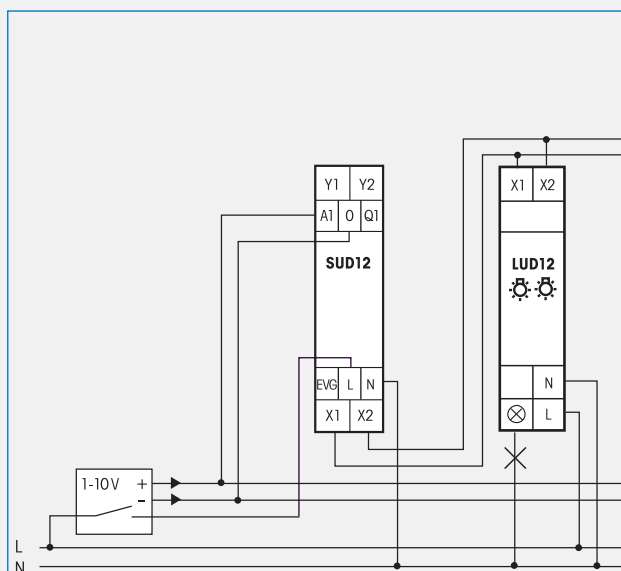 X1 X2
Y1 Y2
A1 0 Q1
SUD12
LUD12
EVG L N
N
X1 X2
L
1-10V +
-
L
N